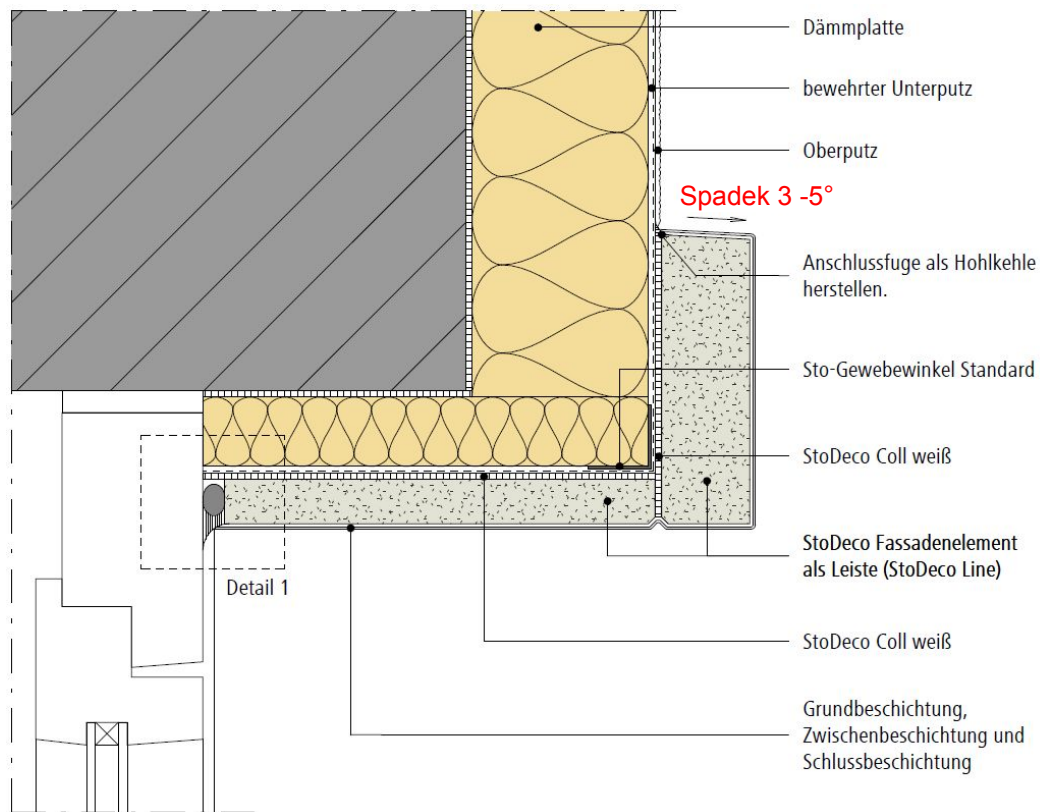 Dämmplatte
bewehrter Unterputz
Oberputz
Spadek 3 -5°
Anschlussfuge als Hohlkehle
herstellen.
Sto-Gewebewinkel Standard
StoDeco Coll weiß
StoDeco Fassadenelement
als Leiste (StoDeco Line)
Detail 1
StoDeco Coll weiß
Grundbeschichtung,
Zwischenbeschichtung und
Schlussbeschichtung